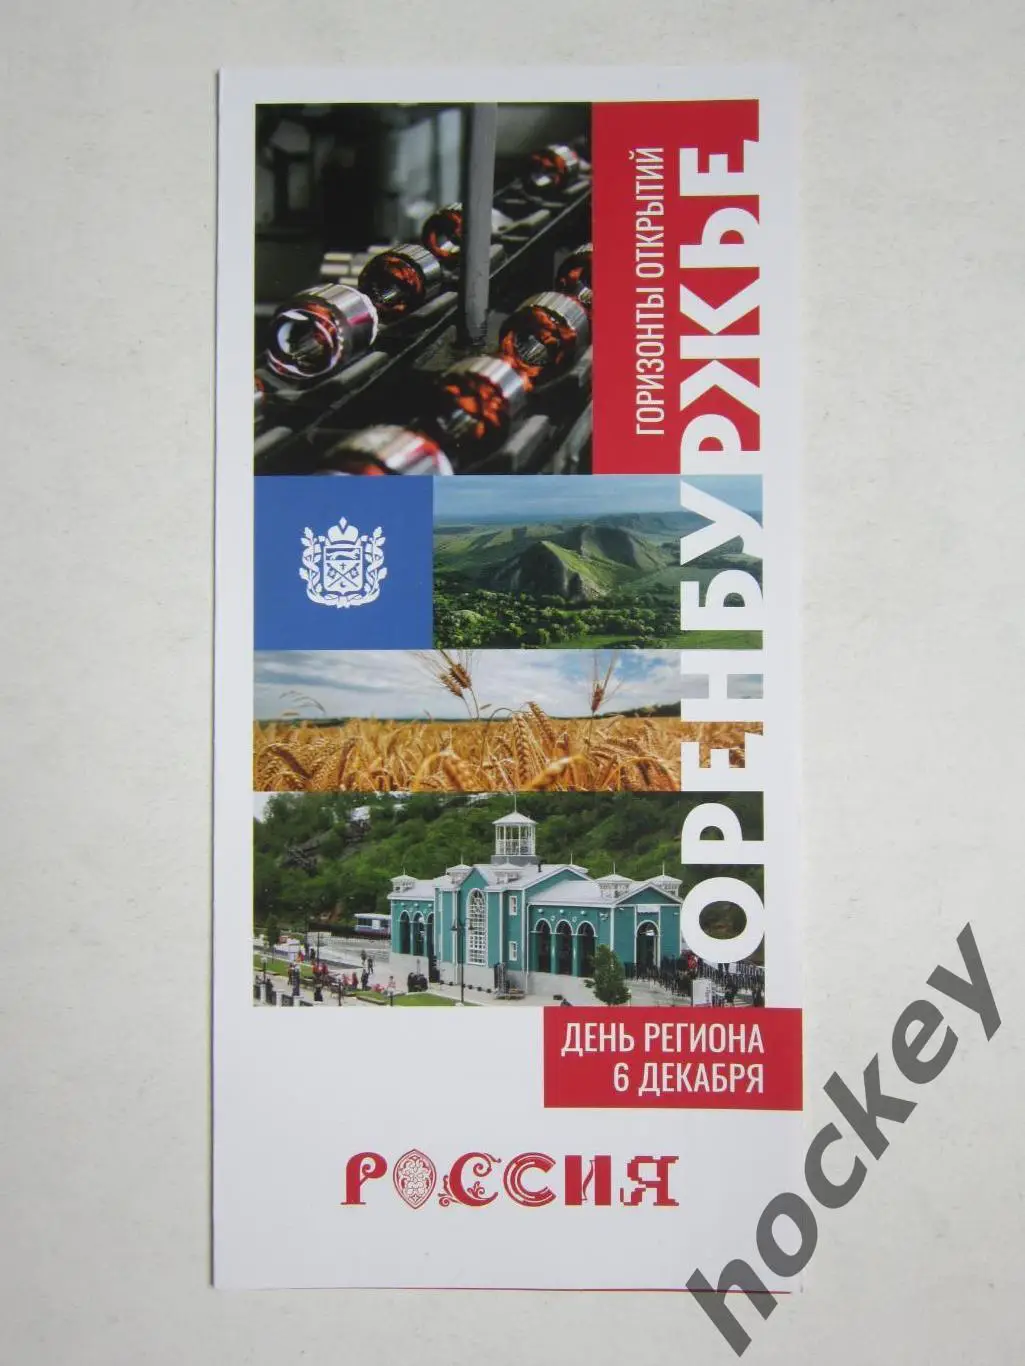 ГОРИЗОНТЫ ОТКРЫТИЙ
ОРЕНБУРЖЬЕ
ДЕНЬ РЕГИОНА
6 ДЕКАБРЯ
РОССИЯ
hockey